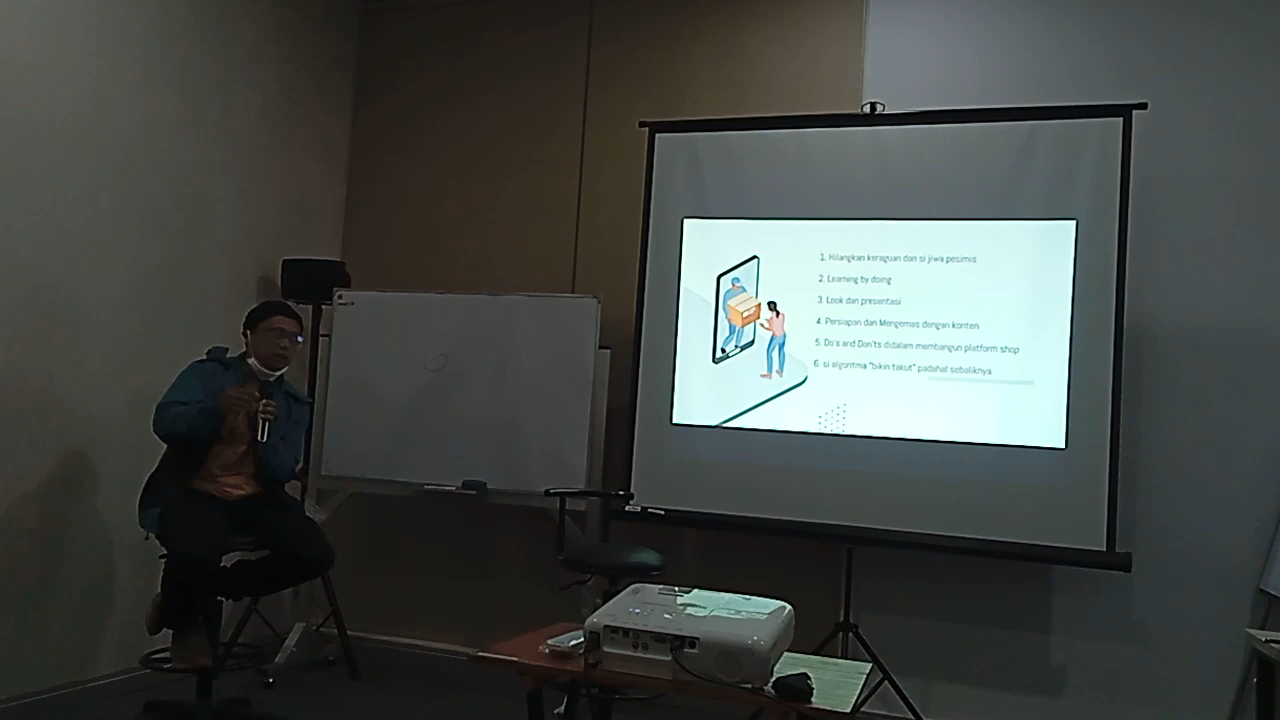 1. Hilangkan keraguan dan si jiwa pesimis
2. Learning by doing
3. Look dan presentasi
4. Persiapan dan Mengemas dengan konten
5. Do's and Don'ts didalam membangun platform shop
6. si algoritma "bikin takut" padahal sebaliknya